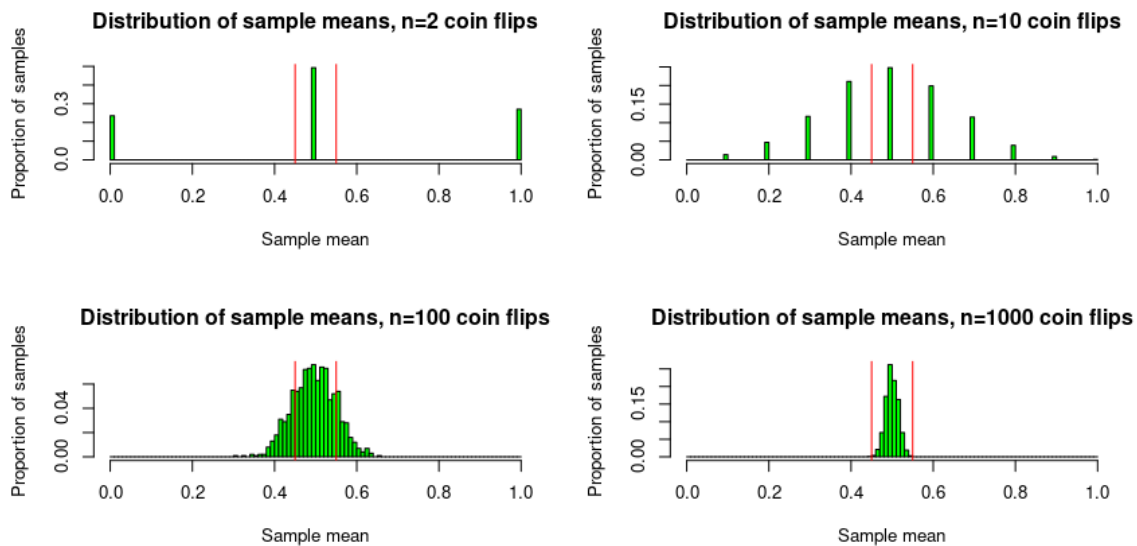 Distribution of sample means, n=2 coin flips
Proportion of samples
0.3
0.0
0.0 0.2 0.4 0.6 0.8 1.0
Sample mean
Distribution of sample means, n=10 coin flips
Proportion of samples
0.15
0.00
0.0 0.2 0.4 0.6 0.8 1.0
Sample mean
Distribution of sample means, n=100 coin flips
Proportion of samples
0.04
0.00
0.0 0.2 0.4 0.6 0.8 1.0
Sample mean
Distribution of sample means, n=1000 coin flips
Proportion of samples
0.15
0.00
0.0 0.2 0.4 0.6 0.8 1.0
Sample mean